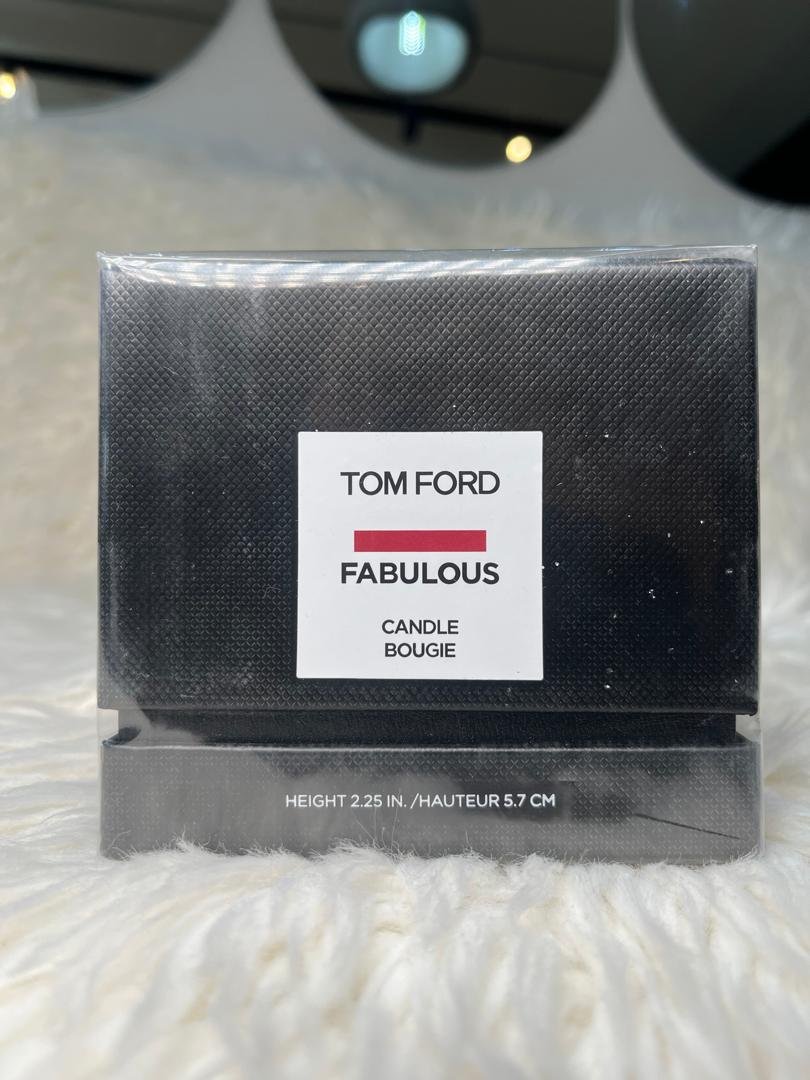 TOM FORD
FABULOUS
CANDLE
BOUGIE
HEIGHT 2.25 IN. /HAUTEUR 5.7 CM